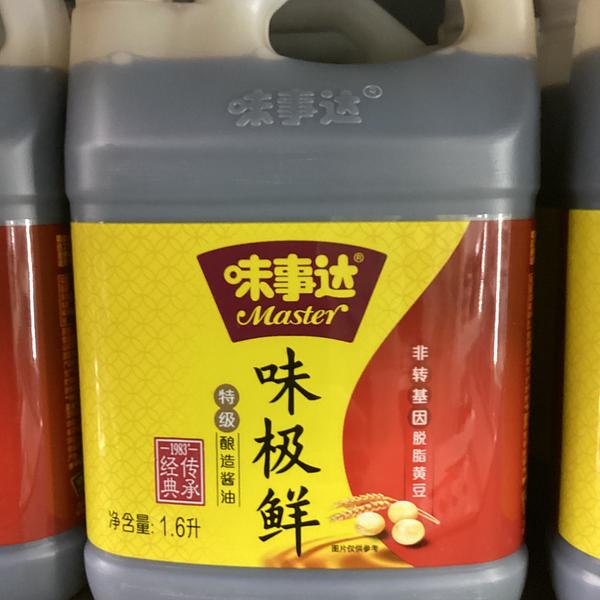 味事达®
味事达®
Master
味极鲜
特级
酿造酱油
非转基因脱脂黄豆
1983
经典
传承
净含量: 1.6升
图片仅供参考